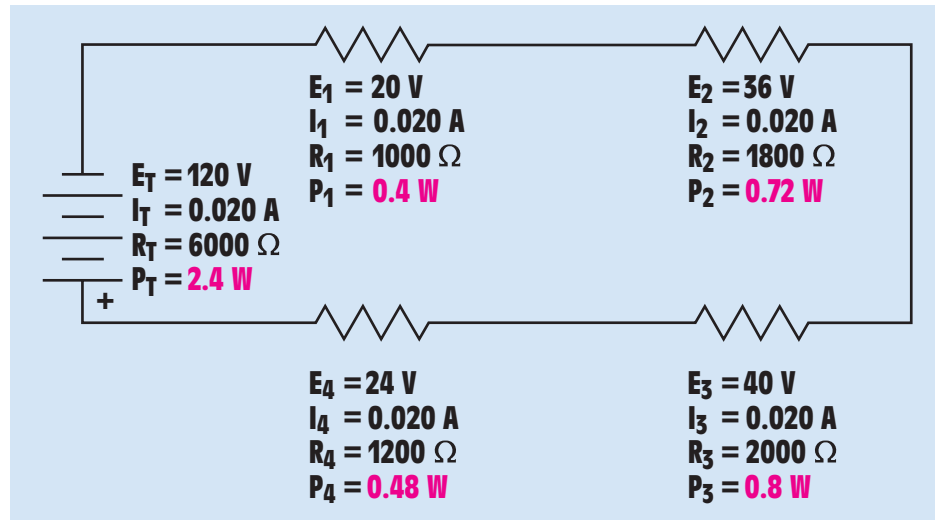 E1 = 20 V
I1 = 0.020 A
R1 = 1000 Ω
P1 = 0.4 W
E2 = 36 V
I2 = 0.020 A
R2 = 1800 Ω
P2 = 0.72 W
ET = 120 V
IT = 0.020 A
RT = 6000 Ω
PT = 2.4 W
+
E4 = 24 V
I4 = 0.020 A
R4 = 1200 Ω
P4 = 0.48 W
E3 = 40 V
I3 = 0.020 A
R3 = 2000 Ω
P3 = 0.8 W